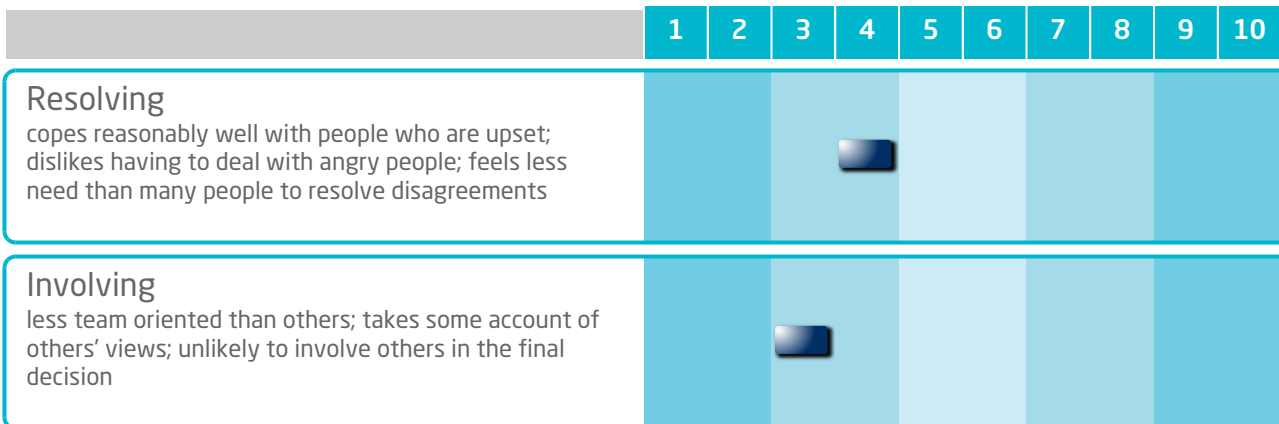 1 2 3 4 5 6 7 8 9 10
Resolving
copes reasonably well with people who are upset;
dislikes having to deal with angry people; feels less
need than many people to resolve disagreements
Involving
less team oriented than others; takes some account of
others’ views; unlikely to involve others in the final
decision